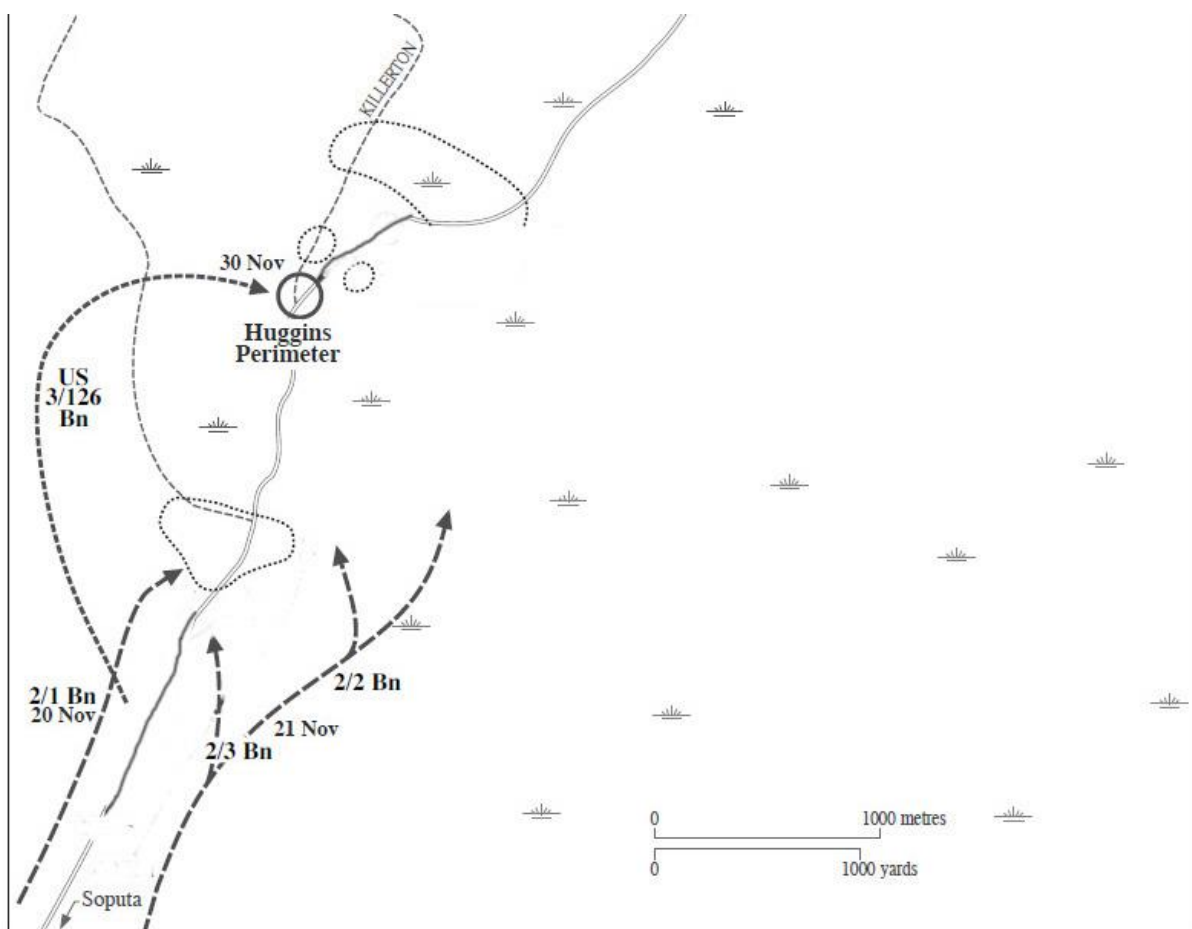 KILLERTON
30 Nov
Huggins
Perimeter
US
3/126
Bn
2/1 Bn
20 Nov
2/2 Bn
21 Nov
2/3 Bn
0 1000 metres
0 1000 yards
Soputa